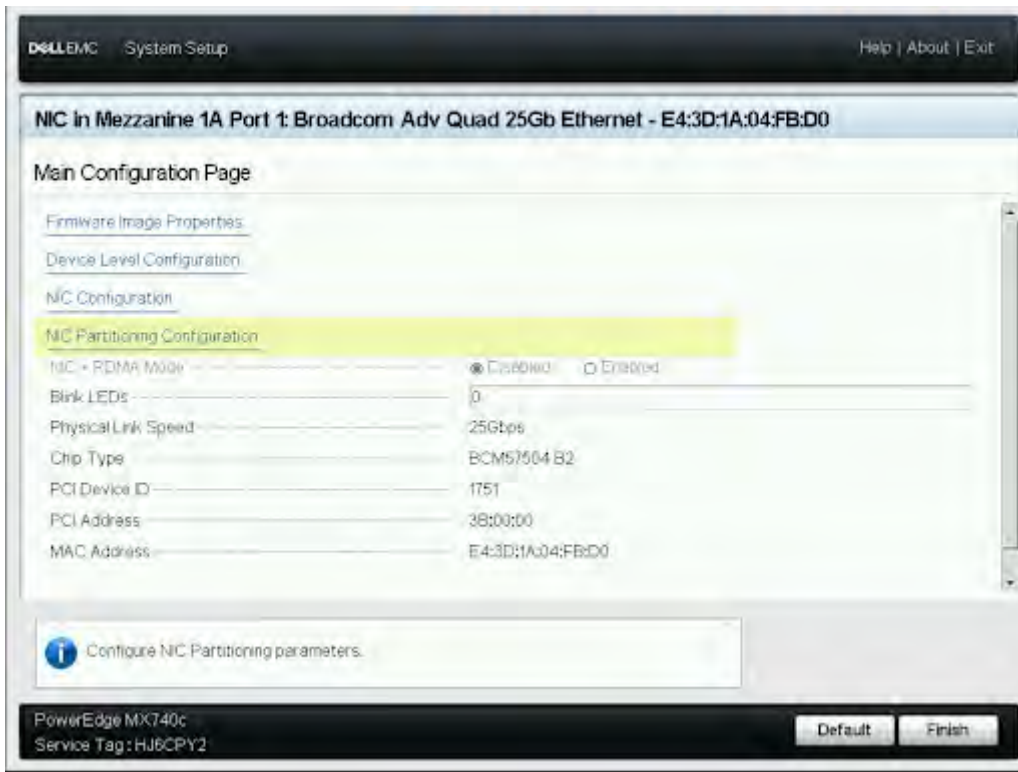 DELLEMC System Setup Help | About | Exit
NIC in Mezzanine 1A Port 1: Broadcom Adv Quad 25Gb Ethernet - E4:3D:1A:04:FB:D0
Main Configuration Page
Firmware Image Properties
Device Level Configuration
NIC Configuration
NIC Partitioning Configuration
NIC + RDMA Mode Disabled Enabled
Blink LEDs 0
Physical Link Speed 25Gbps
Chip Type BCM57504 B2
PCI Device ID 1751
PCI Address 3B:00:00
MAC Address E4:3D:1A:04:FB:D0
Configure NIC Partitioning parameters.
PowerEdge MX740c
Service Tag : HJ6CPY2
Default Finish